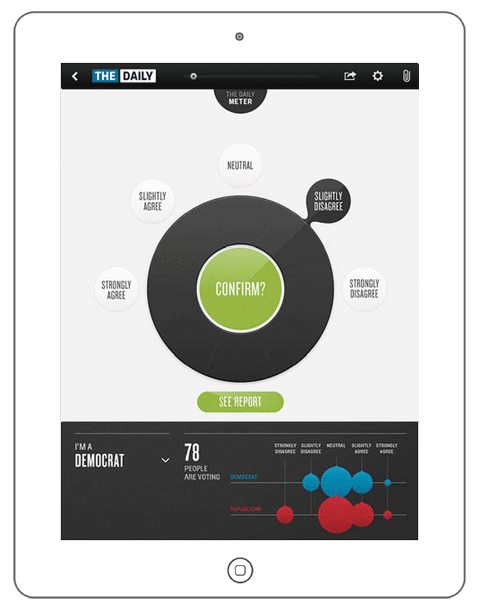 THE DAILY
THE DAILY
METER
NEUTRAL
SLIGHTLY
AGREE
SLIGHTLY
DISAGREE
STRONGLY
AGREE
CONFIRM?
STRONGLY
DISAGREE
SEE REPORT
I'M A
DEMOCRAT
78
PEOPLE
ARE VOTING
STRONGLY
DISAGREE
SLIGHTLY
DISAGREE
NEUTRAL
SLIGHTLY
AGREE
STRONGLY
AGREE
DEMOCRAT
REPUBLICAN